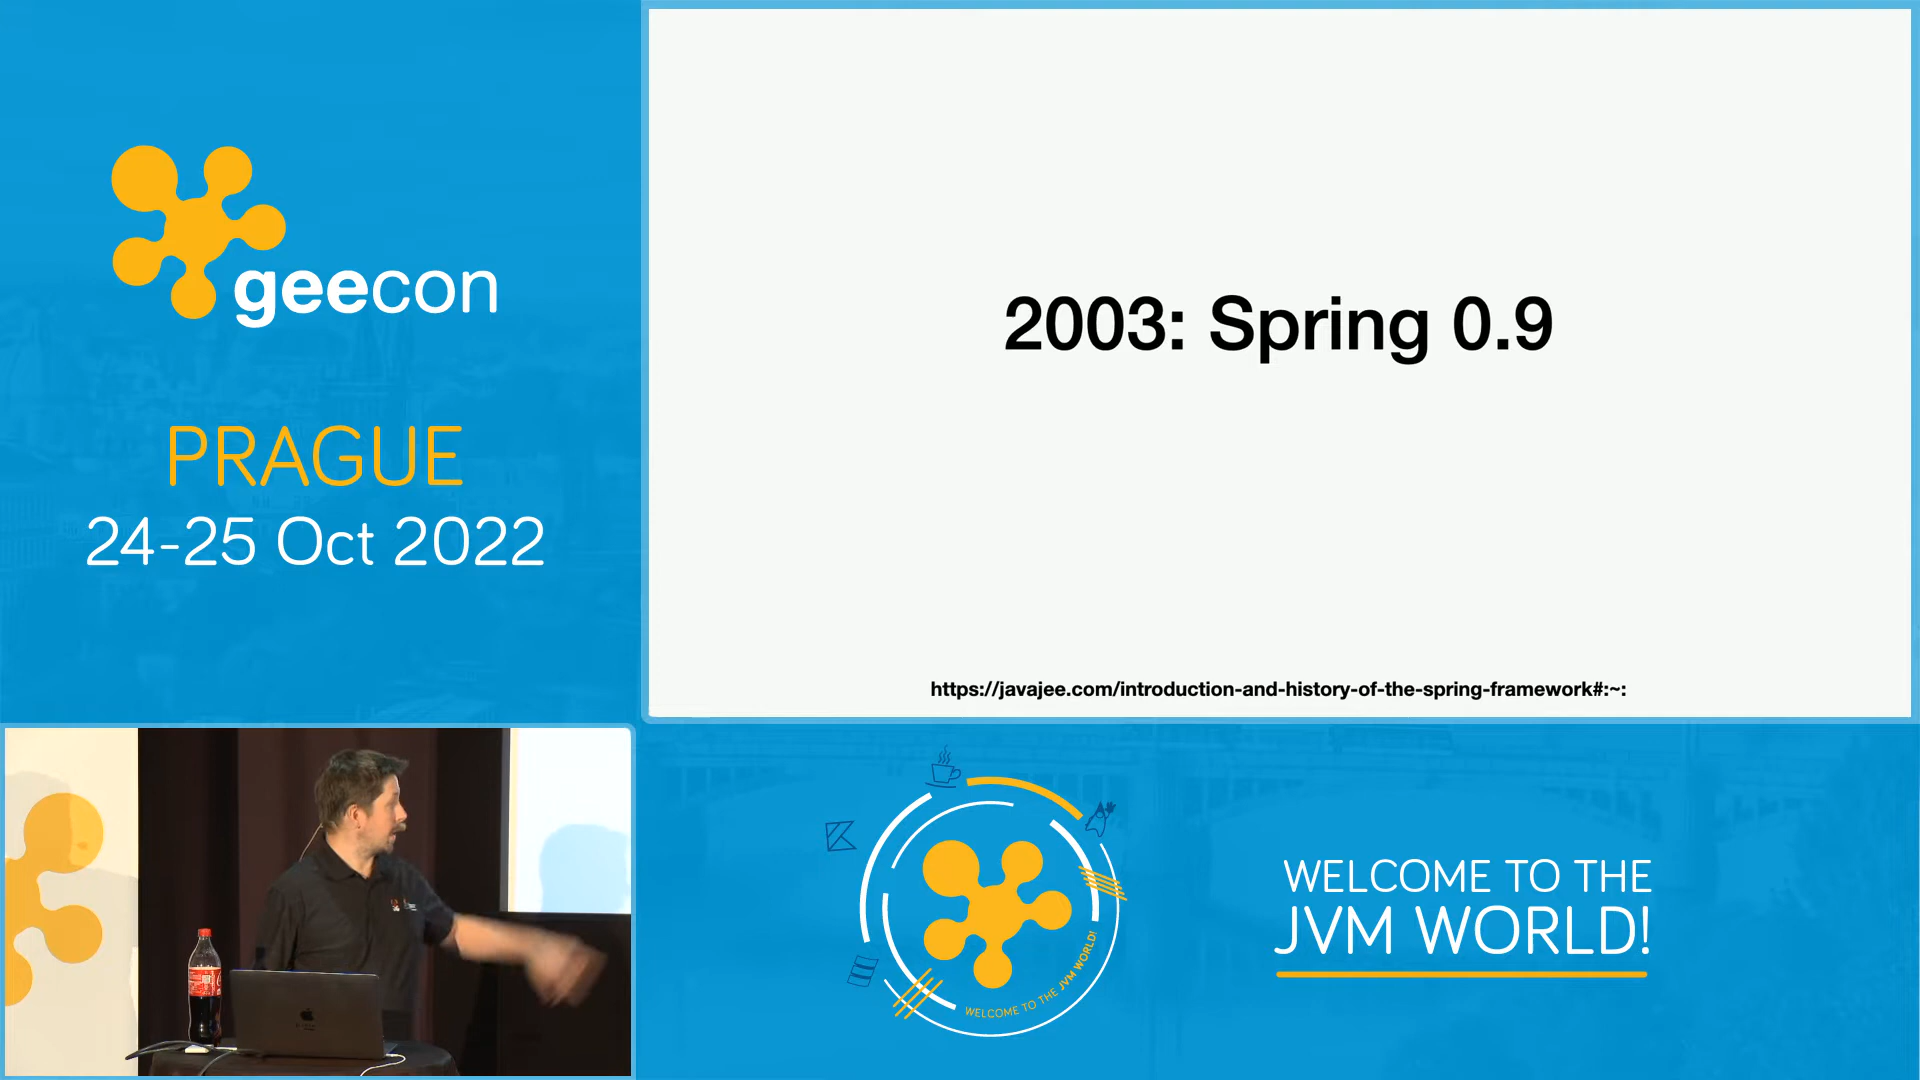 geecon
PRAGUE
24-25 Oct 2022
2003: Spring 0.9
https://javajee.com/introduction-and-history-of-the-spring-framework#:~:
WELCOME TO THE JVM WORLD!
WELCOME TO THE
JVM WORLD!